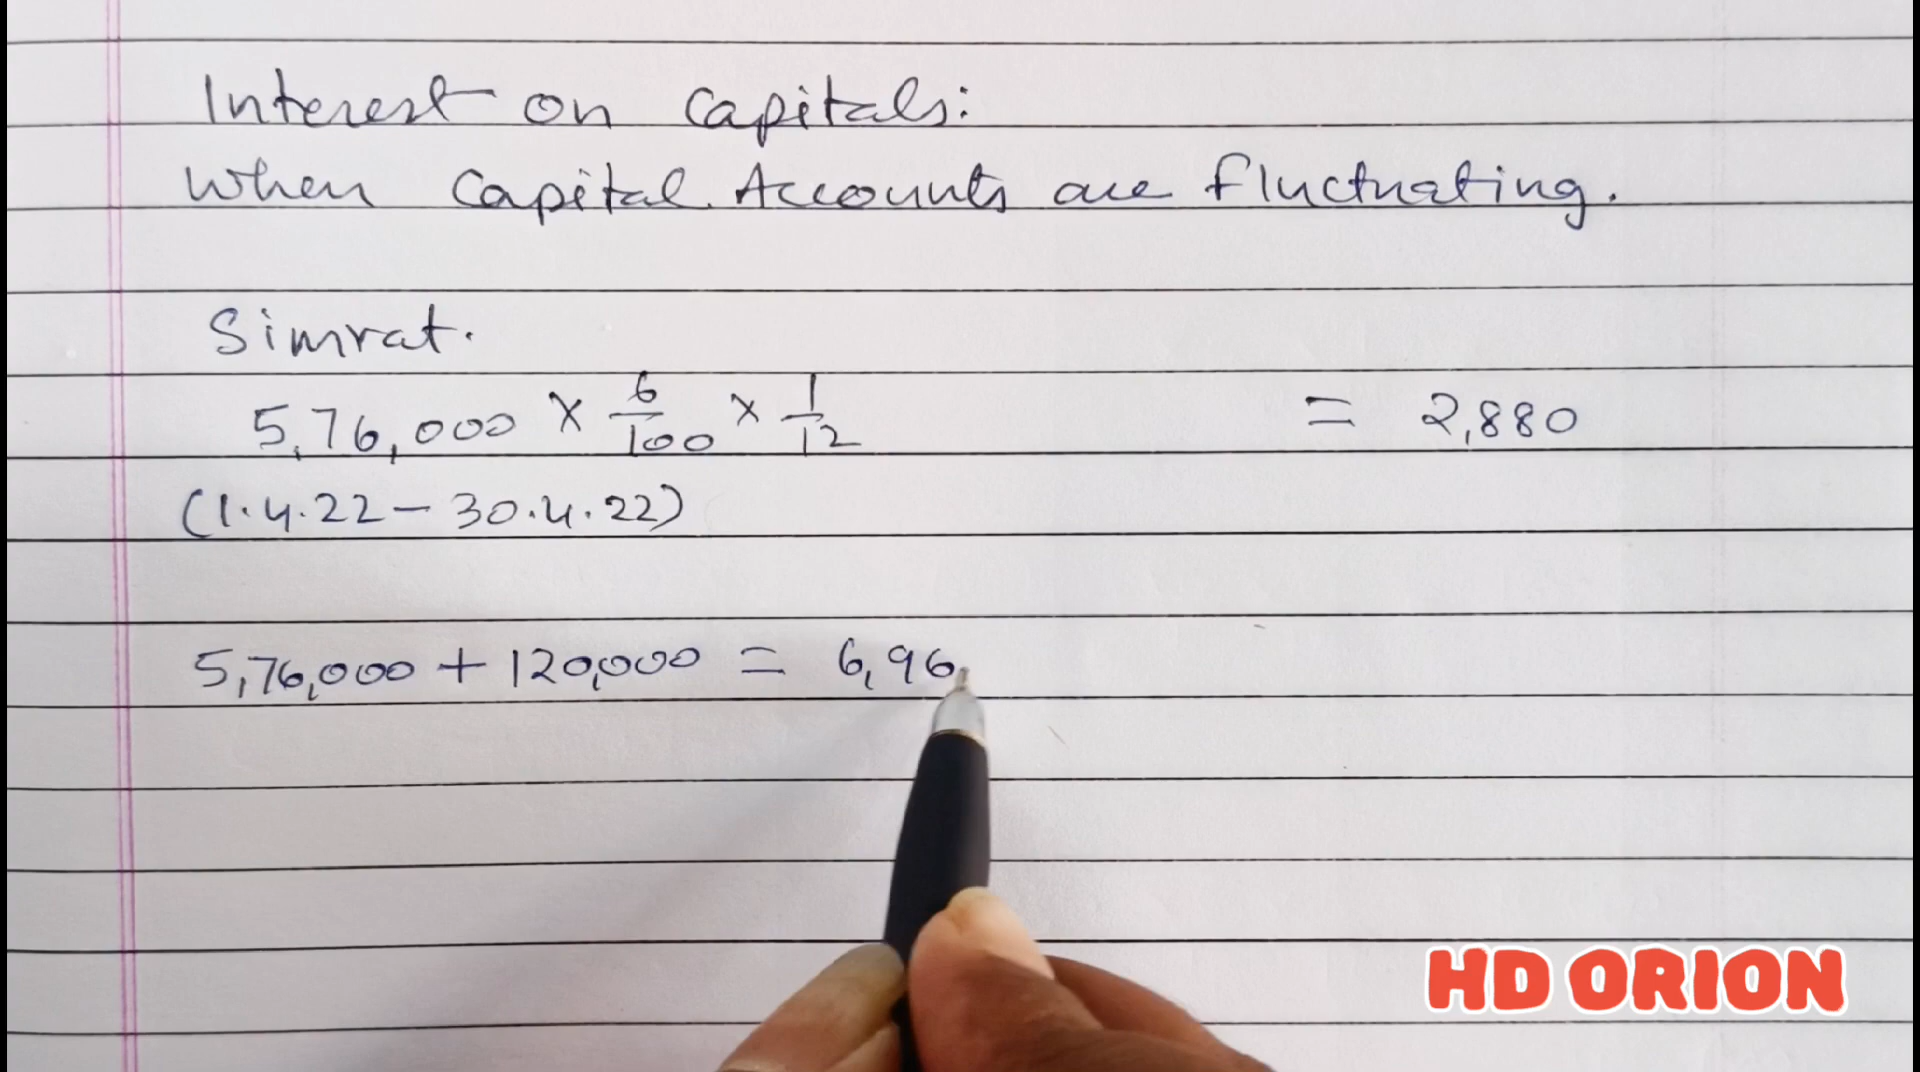 Interest on capitals:
When Capital Accounts are fluctuating.
Simrat.
5,76,000 × 6/100 × 1/12 = 2,880
(1.4.22 – 30.4.22)
5,76,000 + 120,000 = 6,96,
HD ORION